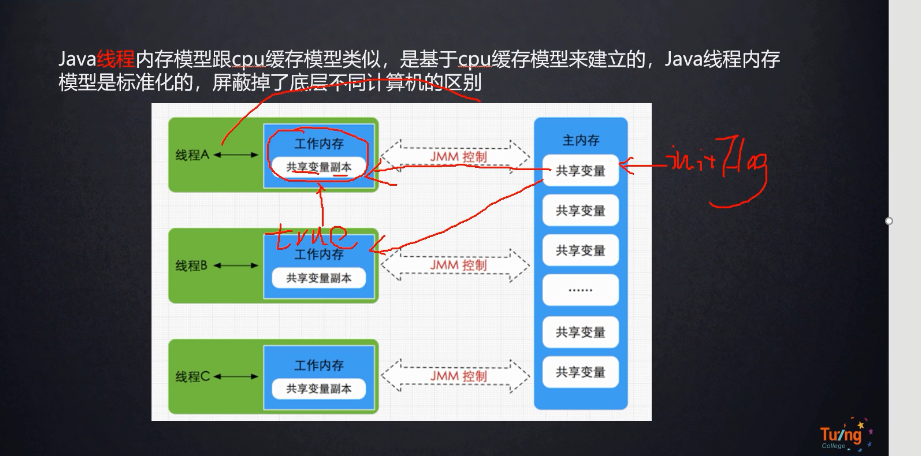 Java线程内存模型跟cpu缓存模型类似，是基于cpu缓存模型来建立的，Java线程内存
模型是标准化的，屏蔽掉了底层不同计算机的区别
主内存
线程A
工作内存
共享变量副本
JMM 控制
共享变量
initFlag
共享变量
true
线程B
工作内存
共享变量副本
JMM 控制
共享变量
......
共享变量
线程C
工作内存
共享变量副本
JMM 控制
共享变量
Turing
College